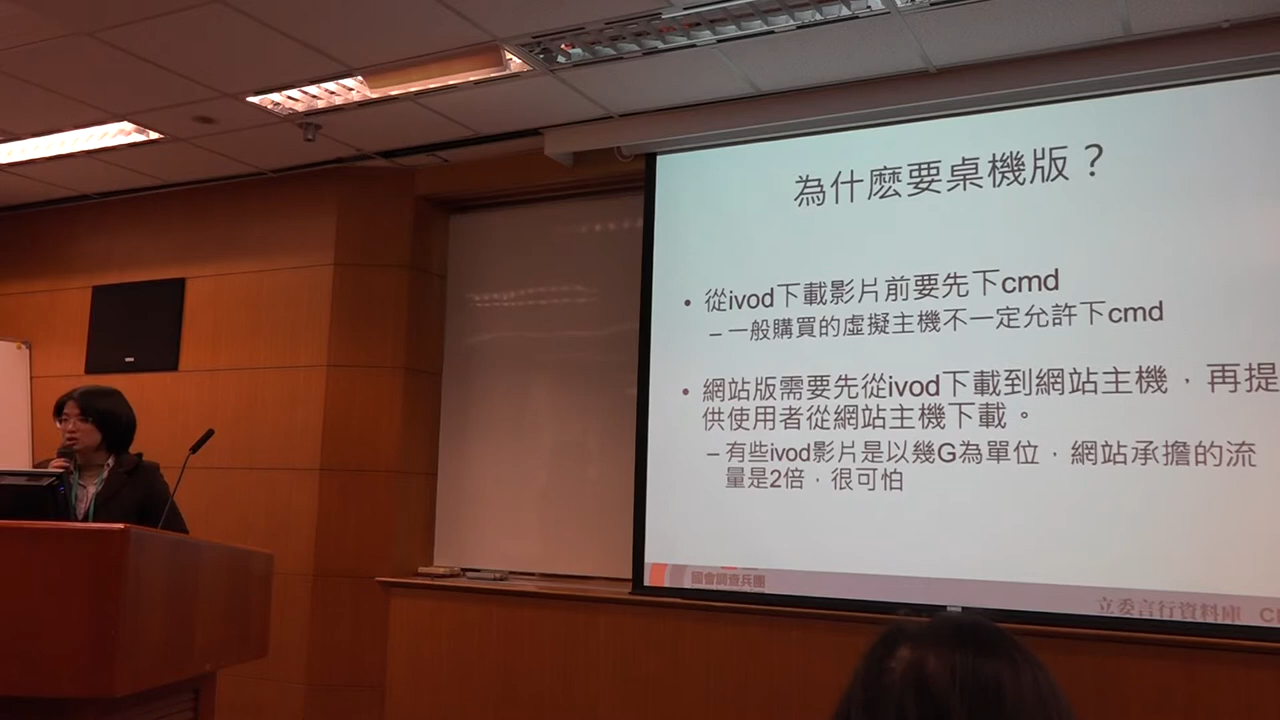 為什麼要桌機版？
• 從ivod下載影片前要先下cmd
– 一般購買的虛擬主機不一定允許下cmd
• 網站版需要先從ivod下載到網站主機，再提
供使用者從網站主機下載。
– 有些ivod影片是以幾G為單位，網站承擔的流
量是2倍，很可怕
國會調查兵團
立委言行資料庫